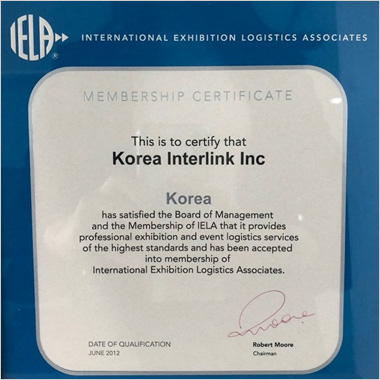 IELA®
INTERNATIONAL EXHIBITION LOGISTICS ASSOCIATES
MEMBERSHIP CERTIFICATE
This is to certify that
Korea Interlink Inc
Korea
has satisfied the Board of Management
and the Membership of IELA that it provides
professional exhibition and event logistics services
of the highest standards and has been accepted
into membership of
International Exhibition Logistics Associates.
RMoore
DATE OF QUALIFICATION
JUNE 2012
Robert Moore
Chairman